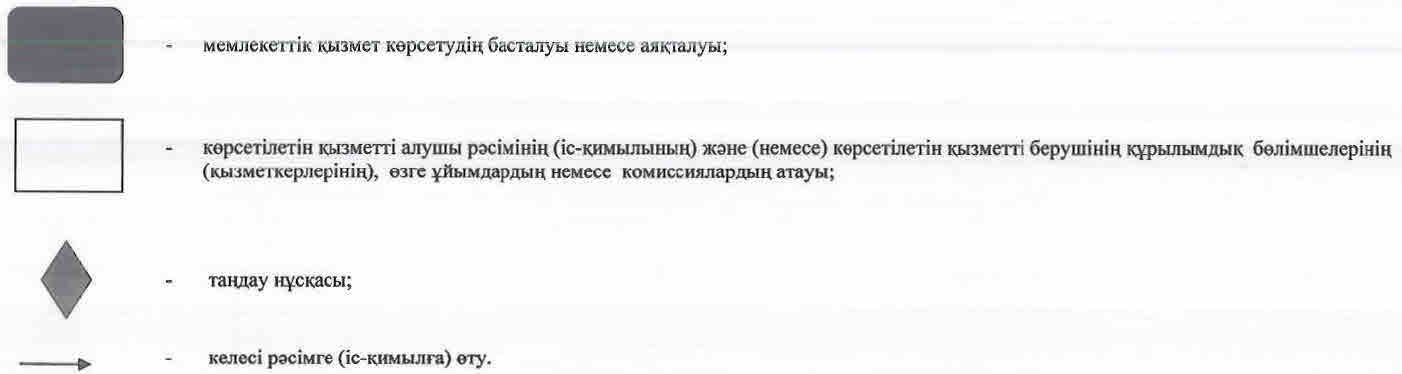 - мемлекеттік қызмет көрсетудің басталуы немесе аяқталуы;
- көрсетілетін қызметті алушы рәсімінің (іс-қимылының) және (немесе) көрсетілетін қызметті берушінің құрылымдық бөлімшелерінің
(қызметкерлерінің), өзге ұйымдардың немесе комиссиялардың атауы;
- таңдау нұсқасы;
- келесі рәсімге (іс-қимылға) өту.